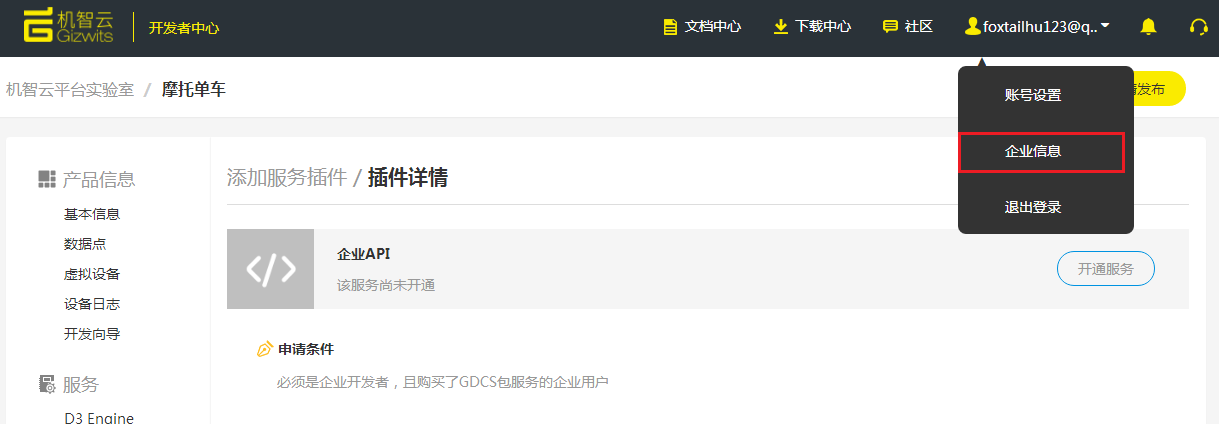 机智云
Gizwits
开发者中心
文档中心
下载中心
社区
foxtailhu123@q..
账号设置
企业信息
退出登录
机智云平台实验室 / 摩托单车
发布
产品信息
基本信息
数据点
虚拟设备
设备日志
开发向导
服务
D3 Engine
添加服务插件 / 插件详情
企业API
该服务尚未开通
开通服务
申请条件
必须是企业开发者，且购买了GDCS包服务的企业用户